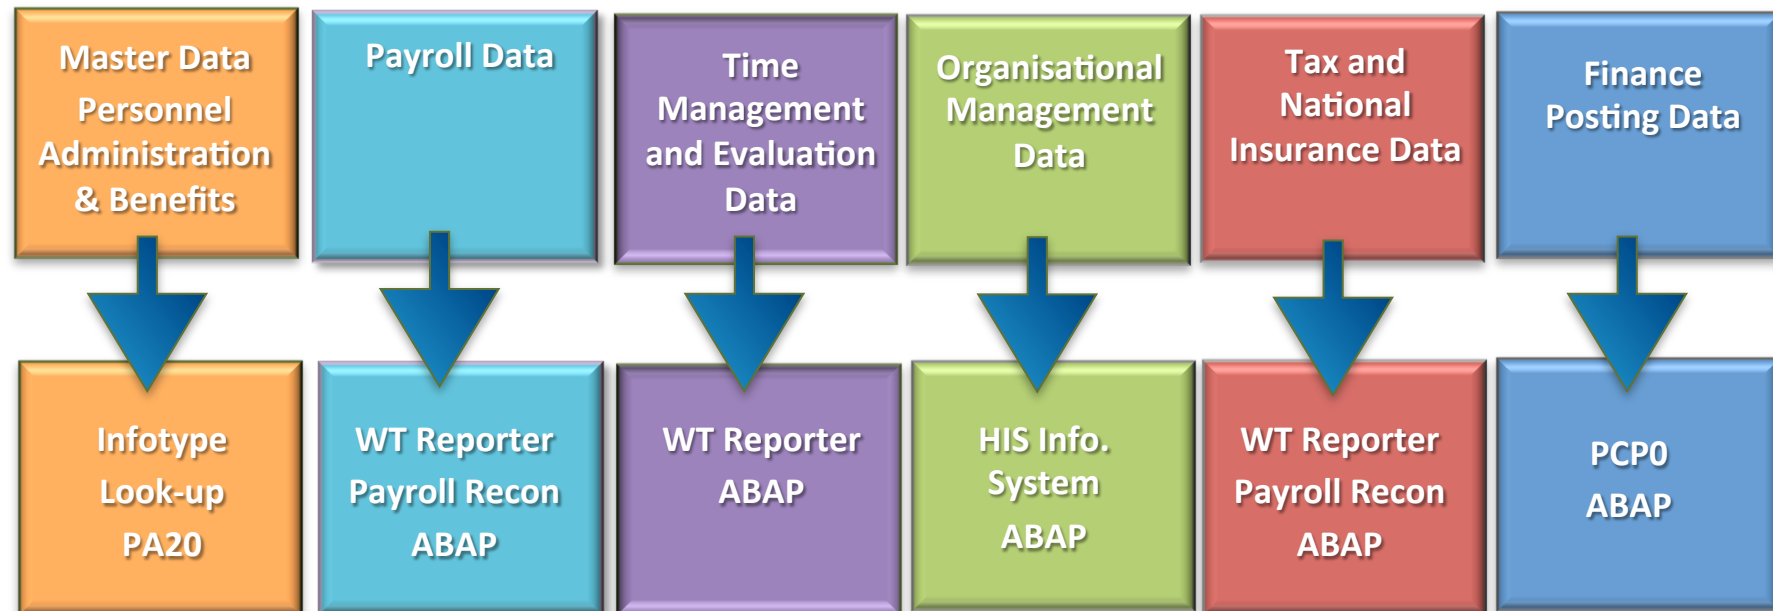 Master Data
Personnel
Administration
& Benefits
Payroll Data
Time
Management
and Evaluation
Data
Organisational
Management
Data
Tax and
National
Insurance Data
Finance
Posting Data
Infotype
Look-up
PA20
WT Reporter
Payroll Recon
ABAP
WT Reporter
ABAP
HIS Info.
System
ABAP
WT Reporter
Payroll Recon
ABAP
PCP0
ABAP